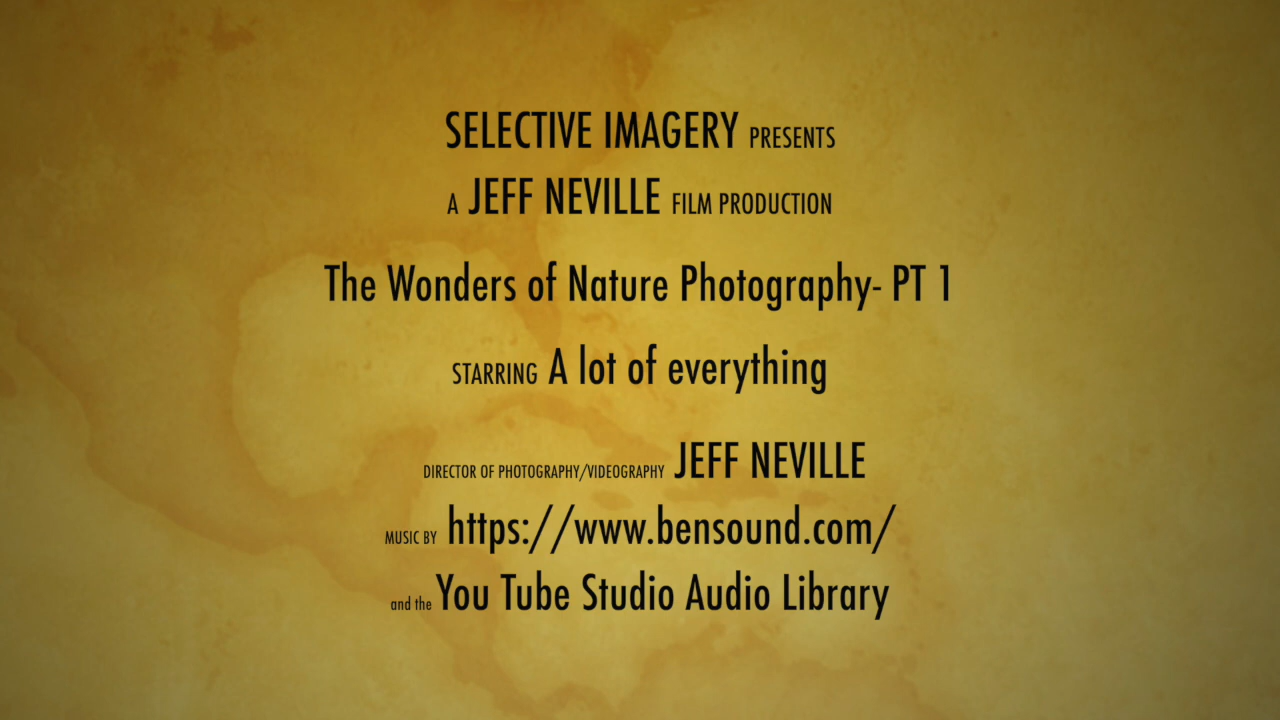 SELECTIVE IMAGERY PRESENTS
A JEFF NEVILLE FILM PRODUCTION
The Wonders of Nature Photography- PT 1
STARRING A lot of everything
DIRECTOR OF PHOTOGRAPHY/VIDEOGRAPHY JEFF NEVILLE
MUSIC BY https://www.bensound.com/
and the You Tube Studio Audio Library